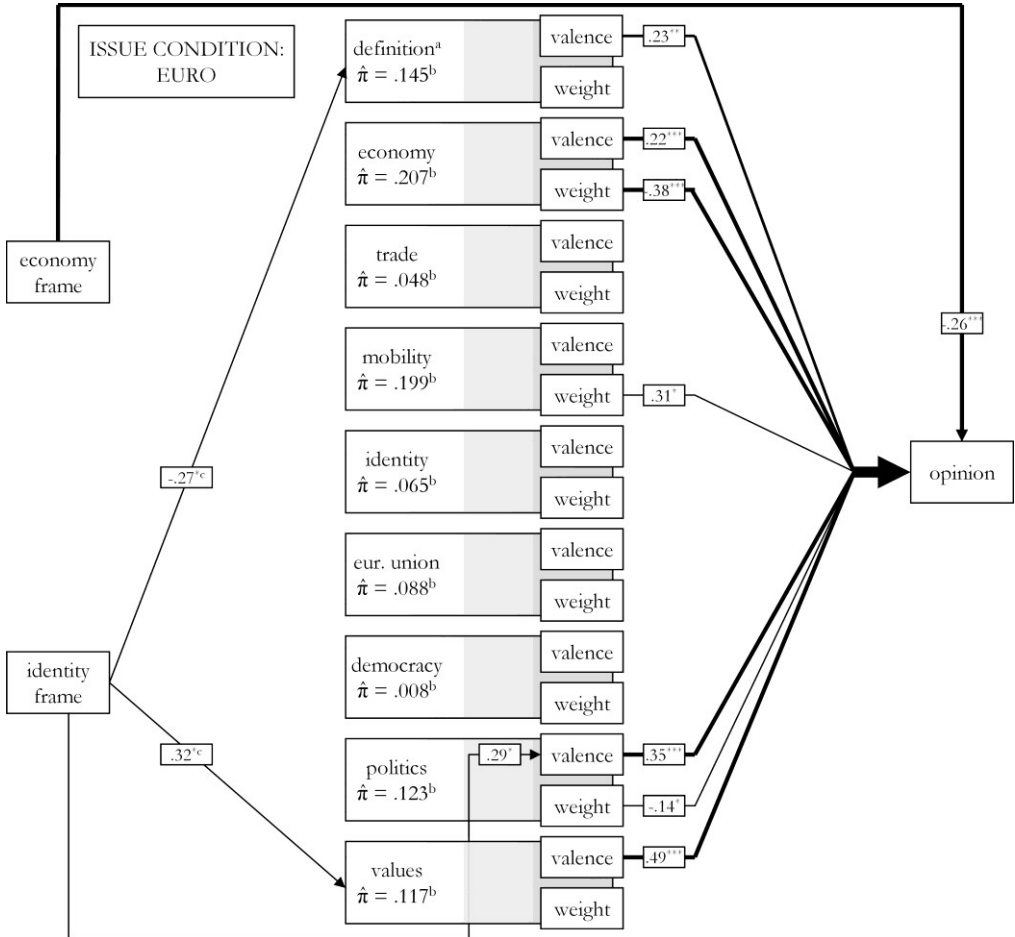 ISSUE CONDITION:
EURO
definitionᵃ
π̂ = .145ᵇ
valence
.23⁺⁺
weight
economy
π̂ = .207ᵇ
valence
.22⁺⁺⁺
weight
-.38⁺⁺⁺
economy
frame
trade
π̂ = .048ᵇ
valence
weight
-.26⁺⁺⁺
mobility
π̂ = .199ᵇ
valence
weight
.31⁺
identity
π̂ = .065ᵇ
valence
weight
opinion
-.27⁺ᶜ
eur. union
π̂ = .088ᵇ
valence
weight
identity
frame
democracy
π̂ = .008ᵇ
valence
weight
.32⁺ᶜ
politics
π̂ = .123ᵇ
.29⁺
valence
.35⁺⁺⁺
weight
-.14⁺
values
π̂ = .117ᵇ
valence
.49⁺⁺⁺
weight